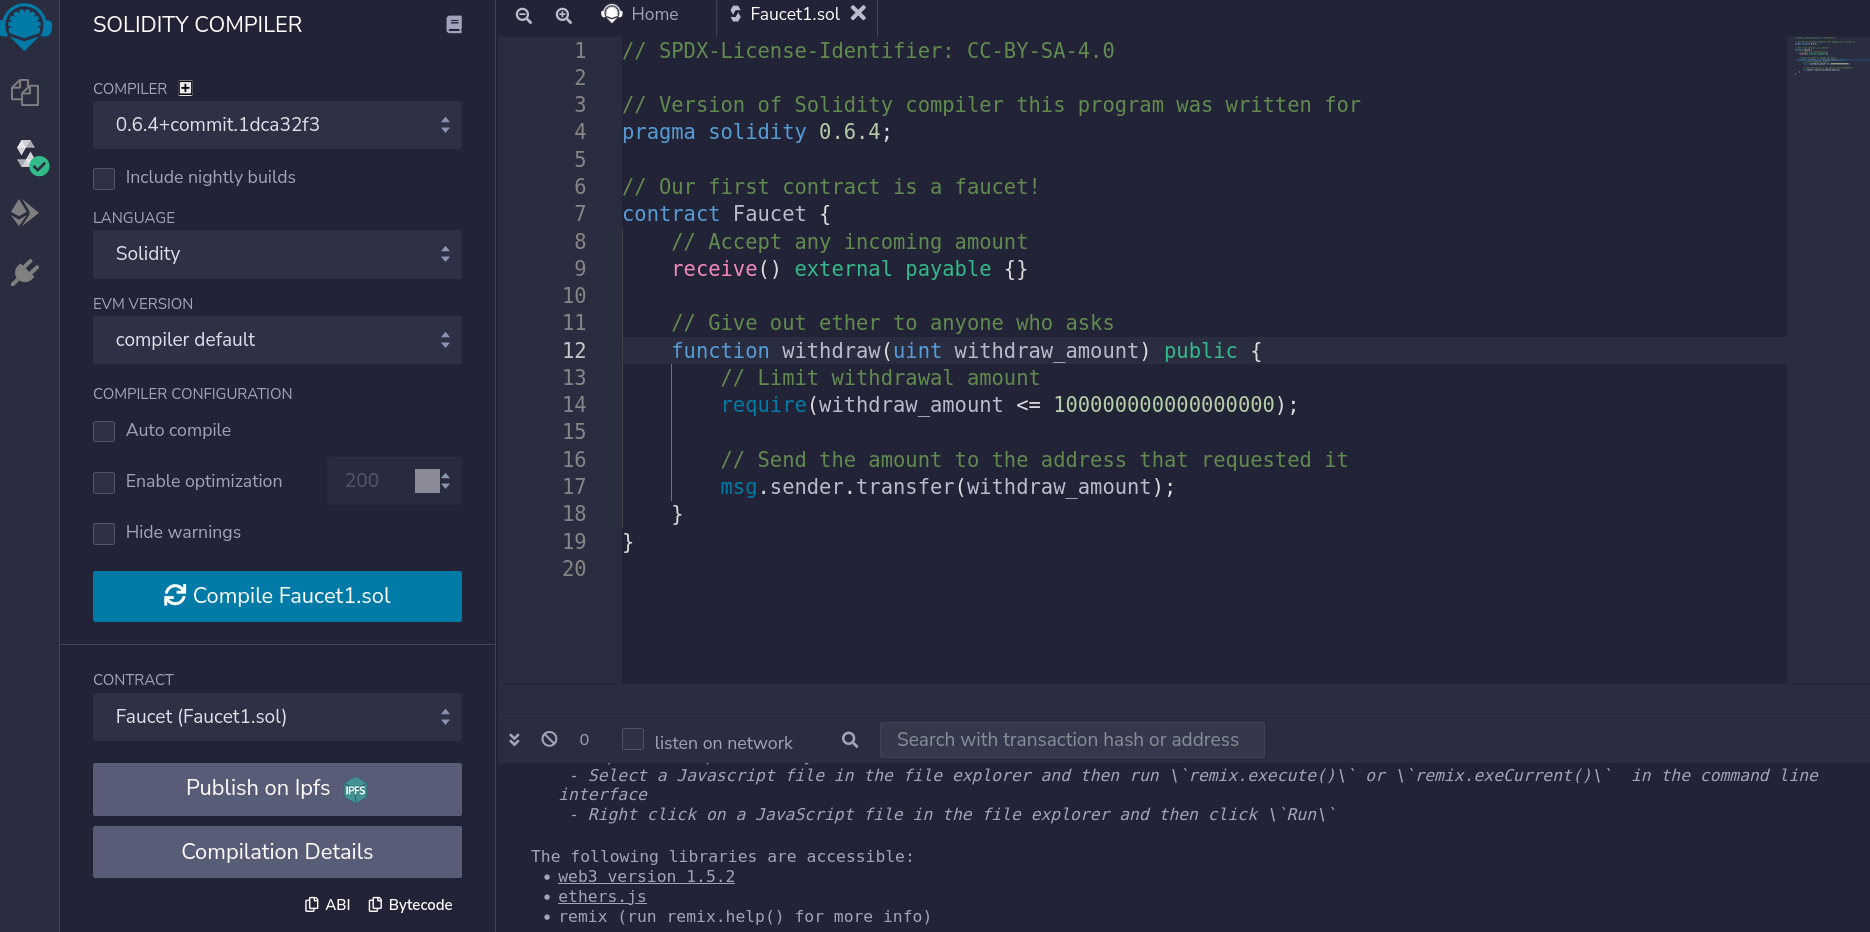 SOLIDITY COMPILER
COMPILER
0.6.4+commit.1dca32f3
Include nightly builds
LANGUAGE
Solidity
EVM VERSION
compiler default
COMPILER CONFIGURATION
Auto compile
Enable optimization 200
Hide warnings
Compile Faucet1.sol
CONTRACT
Faucet (Faucet1.sol)
Publish on Ipfs IPFS
Compilation Details
ABI Bytecode
Home Faucet1.sol
1 // SPDX-License-Identifier: CC-BY-SA-4.0
2
3 // Version of Solidity compiler this program was written for
4 pragma solidity 0.6.4;
5
6 // Our first contract is a faucet!
7 contract Faucet {
8 // Accept any incoming amount
9 receive() external payable {}
10
11 // Give out ether to anyone who asks
12 function withdraw(uint withdraw_amount) public {
13 // Limit withdrawal amount
14 require(withdraw_amount <= 100000000000000000);
15
16 // Send the amount to the address that requested it
17 msg.sender.transfer(withdraw_amount);
18 }
19 }
20
0 listen on network Search with transaction hash or address
- Select a Javascript file in the file explorer and then run \`remix.execute()\` or \`remix.exeCurrent()\` in the command line
interface
- Right click on a JavaScript file in the file explorer and then click \`Run\`
The following libraries are accessible:
• web3 version 1.5.2
• ethers.js
• remix (run remix.help() for more info)